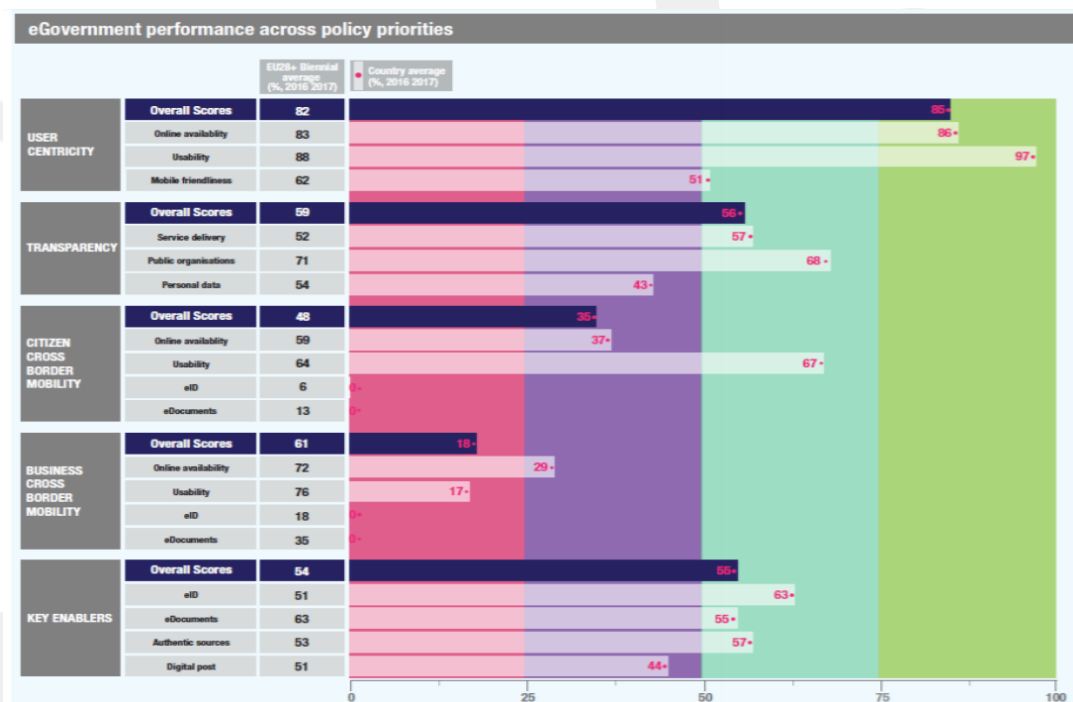 eGovernment performance across policy priorities
EU28+ Biennial
average
(%, 2016 2017)
Country average
(%, 2016 2017)
USER
CENTRICITY
Overall Scores 82 85
Online availablity 83 86
Usability 88 97
Mobile friendliness 62 51
TRANSPARENCY
Overall Scores 59 56
Service delivery 52 57
Public organisations 71 68
Personal data 54 43
CITIZEN
CROSS
BORDER
MOBILITY
Overall Scores 48 35
Online availablity 59 37
Usability 64 67
eID 6 0
eDocuments 13 0
BUSINESS
CROSS
BORDER
MOBILITY
Overall Scores 61 18
Online availability 72 29
Usability 76 17
eID 18 0
eDocuments 35 0
KEY ENABLERS
Overall Scores 54 55
eID 51 63
eDocuments 63 55
Authentic sources 53 57
Digital post 51 44
0 25 50 75 100